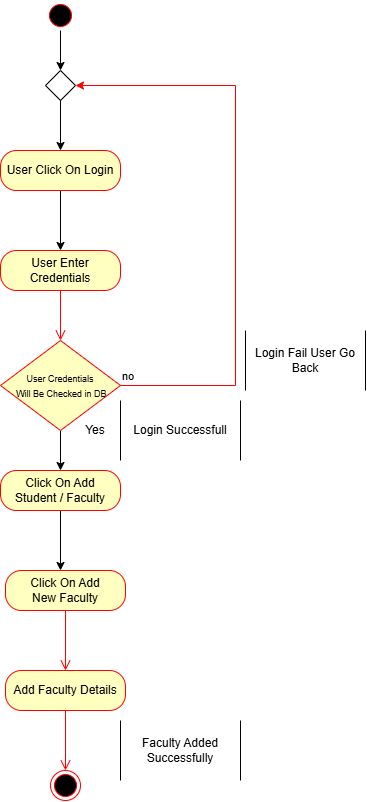 User Click On Login
User Enter
Credentials
User Credentials
Will Be Checked in DB
no
Login Fail User Go
Back
Yes
Login Successfull
Click On Add
Student / Faculty
Click On Add
New Faculty
Add Faculty Details
Faculty Added
Successfully